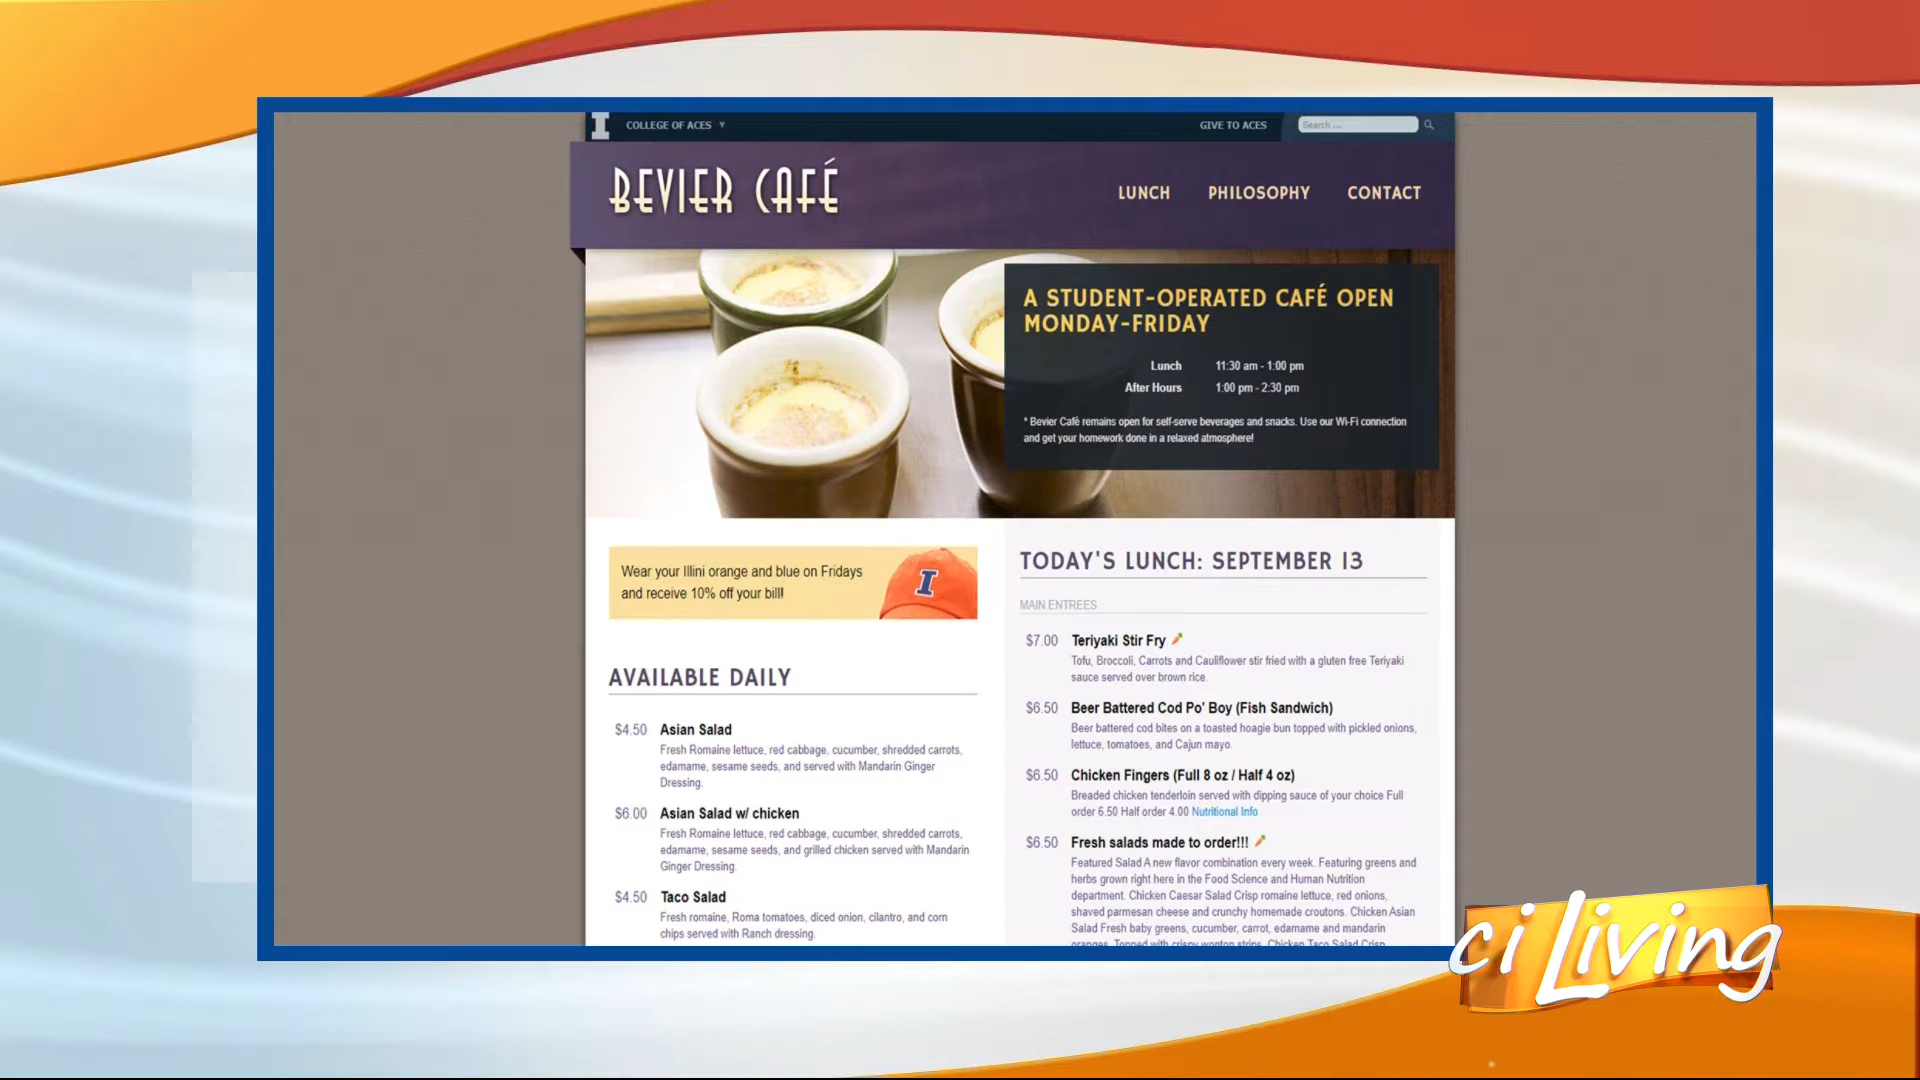 I
COLLEGE OF ACES
GIVE TO ACES
Search ...
BEVIER CAFÉ
LUNCH
PHILOSOPHY
CONTACT
A STUDENT-OPERATED CAFÉ OPEN
MONDAY-FRIDAY
Lunch 11:30 am - 1:00 pm
After Hours 1:00 pm - 2:30 pm
* Bevier Café remains open for self-serve beverages and snacks. Use our Wi-Fi connection
and get your homework done in a relaxed atmosphere!
Wear your Illini orange and blue on Fridays
and receive 10% off your bill!
I
AVAILABLE DAILY
$4.50 Asian Salad
Fresh Romaine lettuce, red cabbage, cucumber, shredded carrots,
edamame, sesame seeds, and served with Mandarin Ginger
Dressing.
$6.00 Asian Salad w/ chicken
Fresh Romaine lettuce, red cabbage, cucumber, shredded carrots,
edamame, sesame seeds, and grilled chicken served with Mandarin
Ginger Dressing.
$4.50 Taco Salad
Fresh romaine, Roma tomatoes, diced onion, cilantro, and corn
chips served with Ranch dressing.
TODAY'S LUNCH: SEPTEMBER 13
MAIN ENTREES
$7.00 Teriyaki Stir Fry
Tofu, Broccoli, Carrots and Cauliflower stir fried with a gluten free Teriyaki
sauce served over brown rice.
$6.50 Beer Battered Cod Po' Boy (Fish Sandwich)
Beer battered cod bites on a toasted hoagie bun topped with pickled onions,
lettuce, tomatoes, and Cajun mayo.
$6.50 Chicken Fingers (Full 8 oz / Half 4 oz)
Breaded chicken tenderloin served with dipping sauce of your choice Full
order 6.50 Half order 4.00 Nutritional Info
$6.50 Fresh salads made to order!!!
Featured Salad A new flavor combination every week. Featuring greens and
herbs grown right here in the Food Science and Human Nutrition
department. Chicken Caesar Salad Crisp romaine lettuce, red onions,
shaved parmesan cheese and crunchy homemade croutons. Chicken Asian
Salad Fresh baby greens, cucumber, carrot, edamame and mandarin
oranges. Topped with crispy wonton strips. Chicken Taco Salad Crisp
ci Living